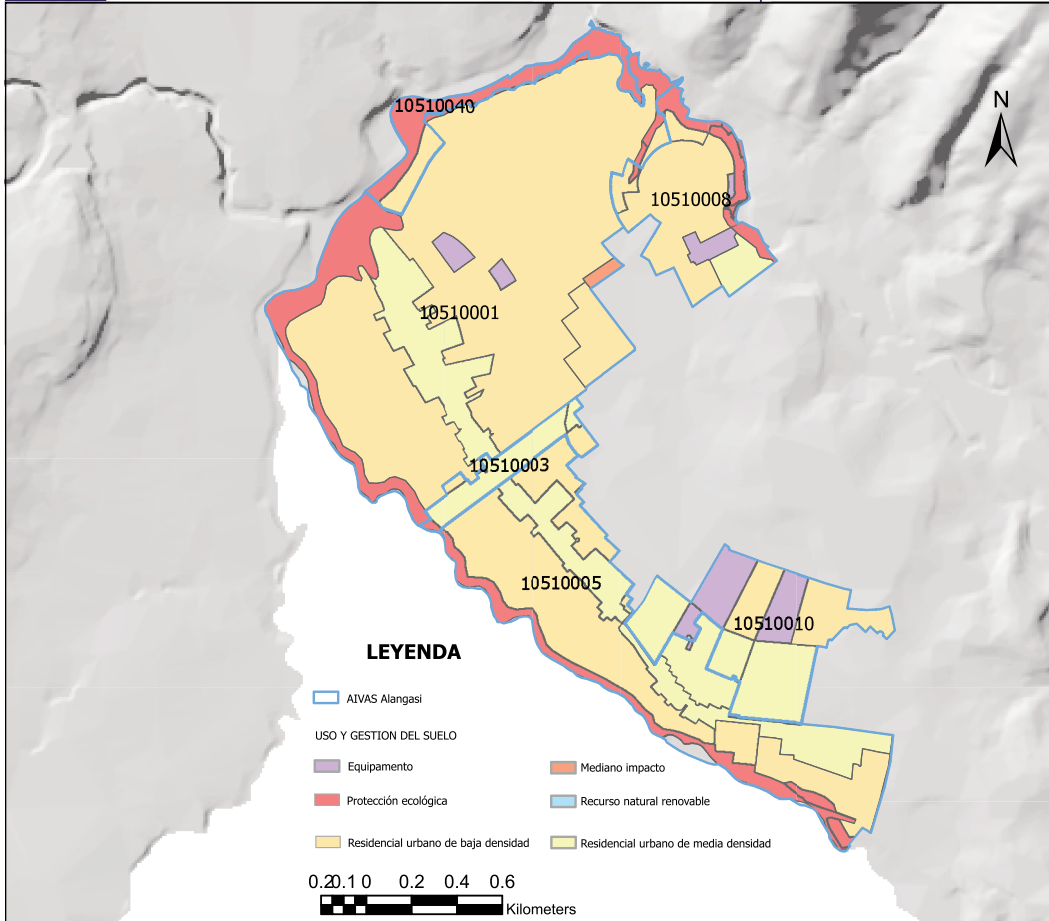 10510040
N
10510008
10510001
10510003
10510005
10510010
LEYENDA
AIVAS Alangasi
USO Y GESTION DEL SUELO
Equipamento
Mediano impacto
Protección ecológica
Recurso natural renovable
Residencial urbano de baja densidad
Residencial urbano de media densidad
0.20.1 0 0.2 0.4 0.6
Kilometers